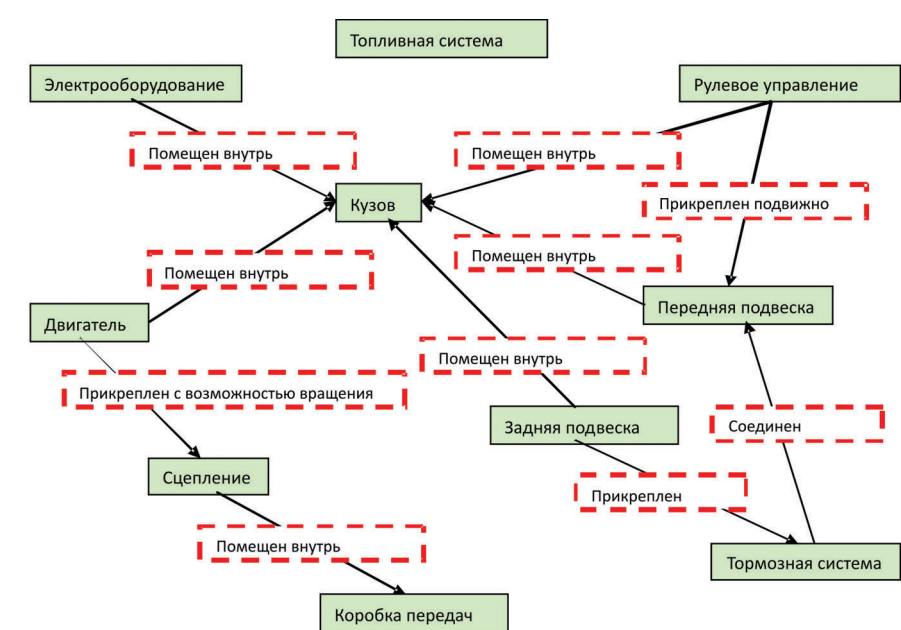 Топливная система
Электрооборудование
Рулевое управление
Помещен внутрь
Помещен внутрь
Кузов
Прикреплен подвижно
Помещен внутрь
Помещен внутрь
Передняя подвеска
Двигатель
Помещен внутрь
Прикреплен с возможностью вращения
Задняя подвеска
Соединен
Сцепление
Прикреплен
Помещен внутрь
Тормозная система
Коробка передач